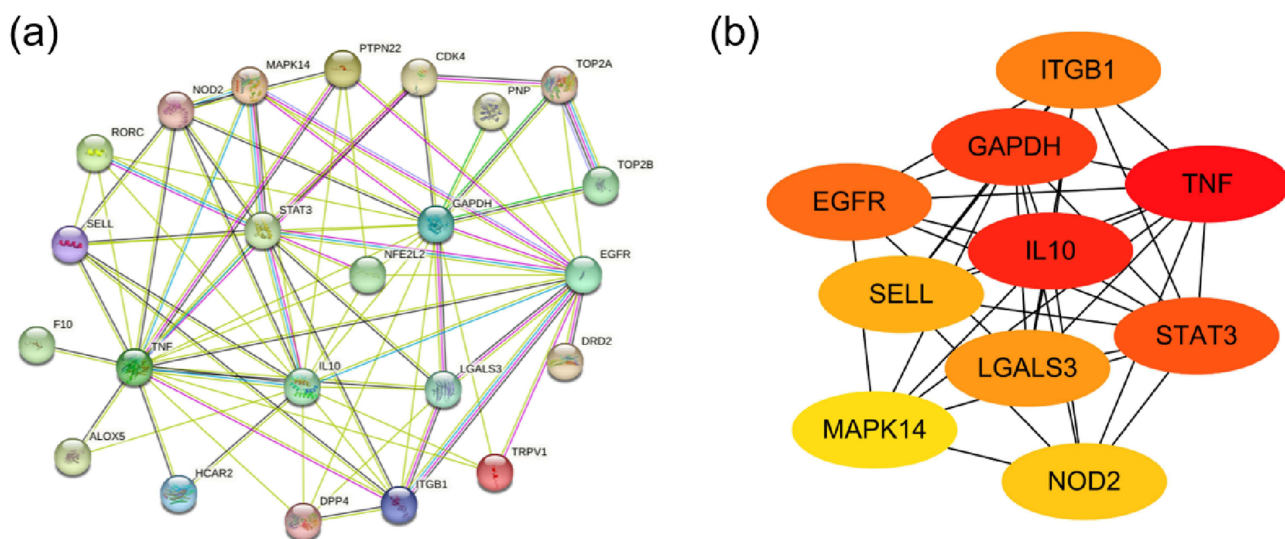 (a)
(b)
PTPN22
CDK4
TOP2A
MAPK14
NOD2
PNP
RORC
TOP2B
STAT3
GAPDH
SELL
NFE2L2
EGFR
F10
TNF
DRD2
IL10
LGALS3
ALOX5
HCAR2
TRPV1
DPP4
ITGB1
ITGB1
GAPDH
TNF
EGFR
IL10
SELL
STAT3
LGALS3
MAPK14
NOD2